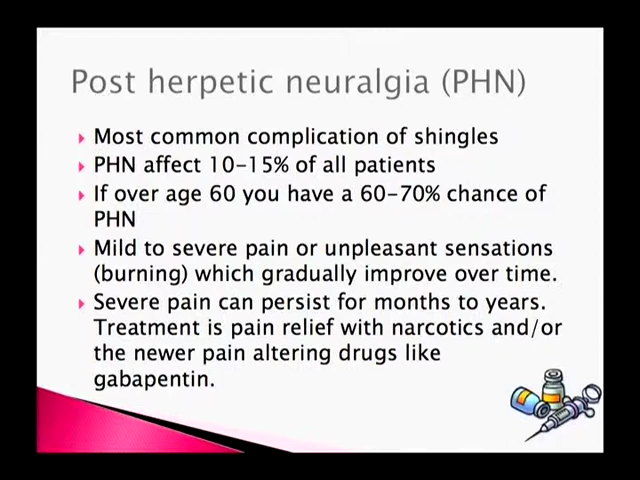 Post herpetic neuralgia (PHN)
Most common complication of shingles
PHN affect 10-15% of all patients
If over age 60 you have a 60-70% chance of
PHN
Mild to severe pain or unpleasant sensations
(burning) which gradually improve over time.
Severe pain can persist for months to years.
Treatment is pain relief with narcotics and/or
the newer pain altering drugs like
gabapentin.